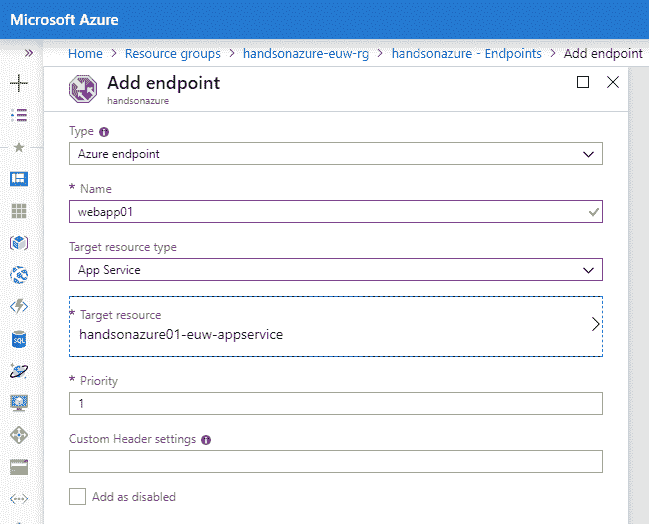 Microsoft Azure
Home > Resource groups > handsonazure-euw-rg > handsonazure - Endpoints > Add endpoint
Add endpoint
handsonazure
Type
Azure endpoint
* Name
webapp01
Target resource type
App Service
* Target resource
handsonazure01-euw-appservice
* Priority
1
Custom Header settings
Add as disabled